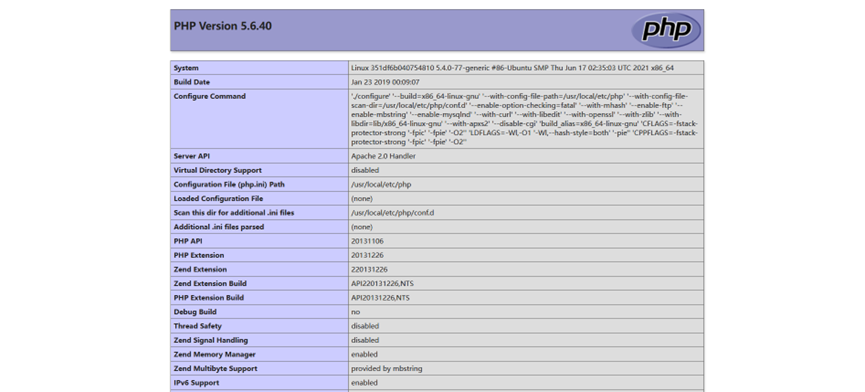 PHP Version 5.6.40
php
System Linux 351df6b040754810 5.4.0-77-generic #86-Ubuntu SMP Thu Jun 17 02:35:03 UTC 2021 x86_64
Build Date Jan 23 2019 00:09:07
Configure Command './configure' '--build=x86_64-linux-gnu' '--with-config-file-path=/usr/local/etc/php' '--with-config-file-
scan-dir=/usr/local/etc/php/conf.d' '--enable-option-checking=fatal' '--with-mhash' '--enable-ftp' '--
enable-mbstring' '--enable-mysqlnd' '--with-curl' '--with-libedit' '--with-openssl' '--with-zlib' '--with-
libdir=lib/x86_64-linux-gnu' '--with-apxs2' '--disable-cgi' 'build_alias=x86_64-linux-gnu' 'CFLAGS=-fstack-
protector-strong '-fpic' '-fpie' '-O2'' 'LDFLAGS=-Wl,-O1 '-Wl,--hash-style=both' '-pie'' 'CPPFLAGS=-fstack-
protector-strong '-fpic' '-fpie' '-O2''
Server API Apache 2.0 Handler
Virtual Directory Support disabled
Configuration File (php.ini) Path /usr/local/etc/php
Loaded Configuration File (none)
Scan this dir for additional .ini files /usr/local/etc/php/conf.d
Additional .ini files parsed (none)
PHP API 20131106
PHP Extension 20131226
Zend Extension 220131226
Zend Extension Build API220131226,NTS
PHP Extension Build API20131226,NTS
Debug Build no
Thread Safety disabled
Zend Signal Handling disabled
Zend Memory Manager enabled
Zend Multibyte Support provided by mbstring
IPv6 Support enabled